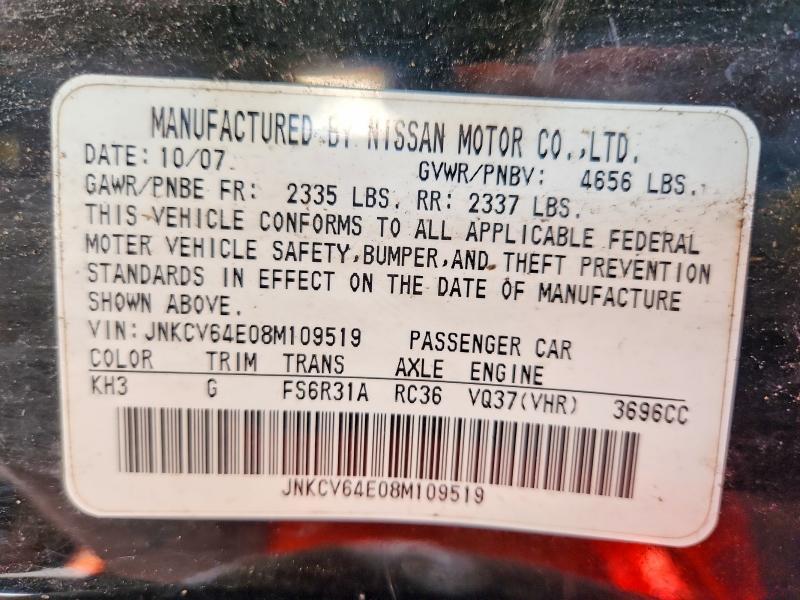 MANUFACTURED BY NISSAN MOTOR CO.,LTD.
DATE: 10/07 GVWR/PNBV: 4656 LBS.
GAWR/PNBE FR: 2335 LBS. RR: 2337 LBS.
THIS VEHICLE CONFORMS TO ALL APPLICABLE FEDERAL
MOTER VEHICLE SAFETY,BUMPER,AND THEFT PREVENTION
STANDARDS IN EFFECT ON THE DATE OF MANUFACTURE
SHOWN ABOVE.
VIN:JNKCV64E08M109519 PASSENGER CAR
COLOR TRIM TRANS AXLE ENGINE
KH3 G FS6R31A RC36 VQ37(VHR) 3696CC
JNKCV64E08M109519